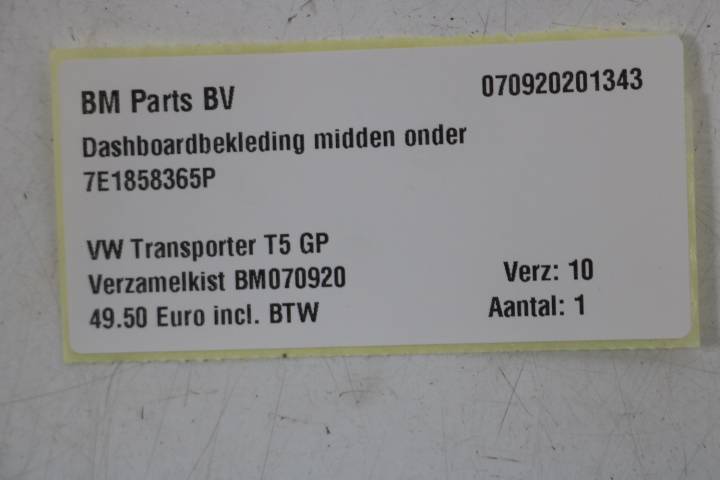 BM Parts BV 070920201343
Dashboardbekleding midden onder
7E1858365P
VW Transporter T5 GP
Verzamelkist BM070920 Verz: 10
49.50 Euro incl. BTW Aantal: 1